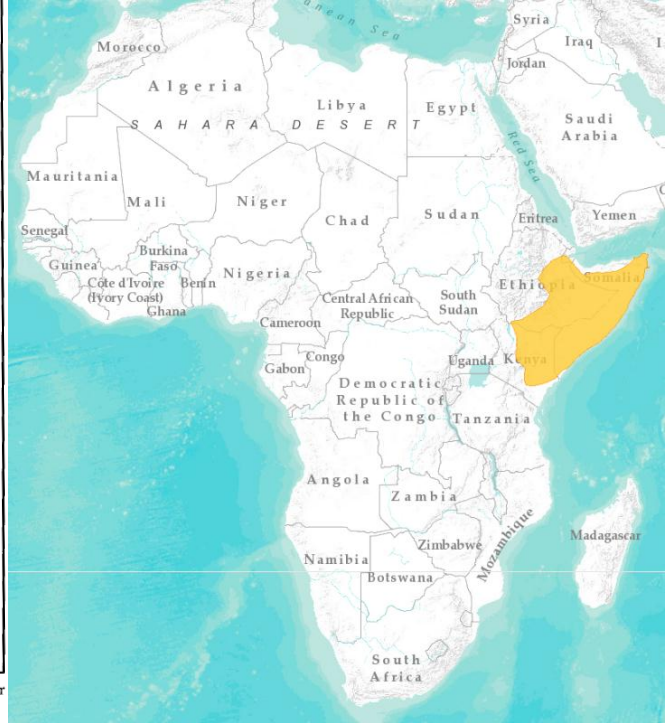 anean Sea
Syria
Iraq
Morocco
Jordan
Algeria
Libya
Egypt
Saudi
Arabia
SAHARA DESERT
Red Sea
Mauritania
Mali
Niger
Chad
Sudan
Eritrea
Yemen
Senegal
Burkina
Faso
Guinea
Côte d'Ivoire
(Ivory Coast)
Benin
Nigeria
Ethiopia
Somalia
Ghana
Central African
Republic
South
Sudan
Cameroon
Congo
Gabon
Uganda
Kenya
Democratic
Republic of
the Congo
Tanzania
Angola
Zambia
Mozambique
Zimbabwe
Madagascar
Namibia
Botswana
South
Africa
r